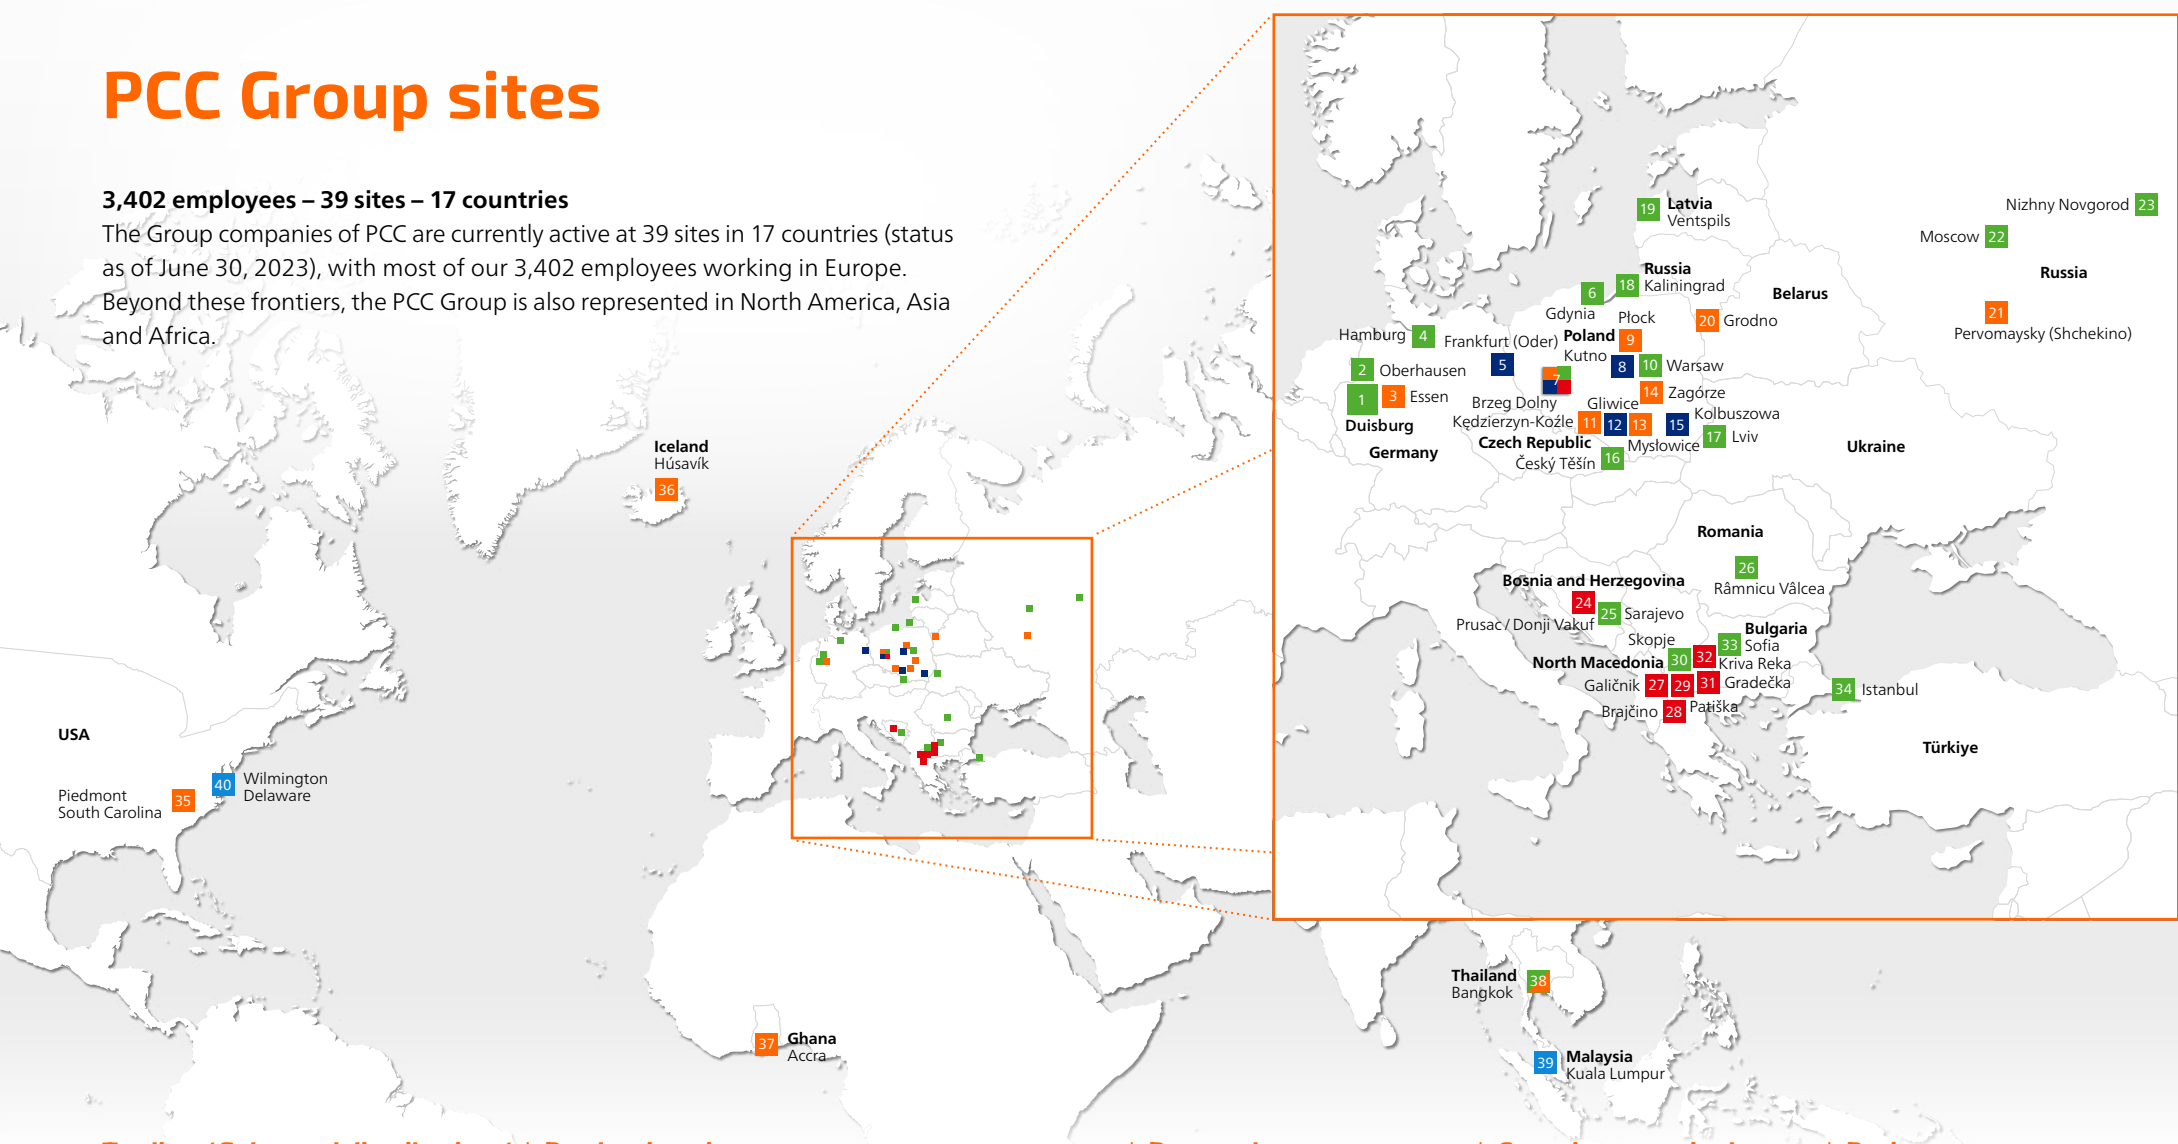 PCC Group sites
3,402 employees – 39 sites – 17 countries
The Group companies of PCC are currently active at 39 sites in 17 countries (status
as of June 30, 2023), with most of our 3,402 employees working in Europe.
Beyond these frontiers, the PCC Group is also represented in North America, Asia
and Africa.
Iceland
Húsavík
36
USA
40 Wilmington
Delaware
Piedmont
South Carolina
35
37 Ghana
Accra
19 Latvia
Ventspils
Nizhny Novgorod 23
Moscow 22
Russia
21
Pervomaysky (Shchekino)
18 Russia
Kaliningrad
Belarus
6
Gdynia
Płock
20 Grodno
Hamburg 4
Frankfurt (Oder)
Poland
9
5
Kutno
8
10 Warsaw
2 Oberhausen
7
14 Zagórze
1
3 Essen
Brzeg Dolny
Gliwice
Kolbuszowa
Duisburg
Kędzierzyn-Koźle 11
12
13
15
17 Lviv
Czech Republic
Mysłowice
Germany
Český Těšín 16
Ukraine
Romania
26
Râmnicu Vâlcea
Bosnia and Herzegovina
24
25 Sarajevo
Prusac / Donji Vakuf
Bulgaria
Skopje
33 Sofia
North Macedonia 30
32 Kriva Reka
Galičnik 27
29
31 Gradečka
Brajčino 28
Patiška
34 Istanbul
Türkiye
Thailand
Bangkok
38
39 Malaysia
Kuala Lumpur